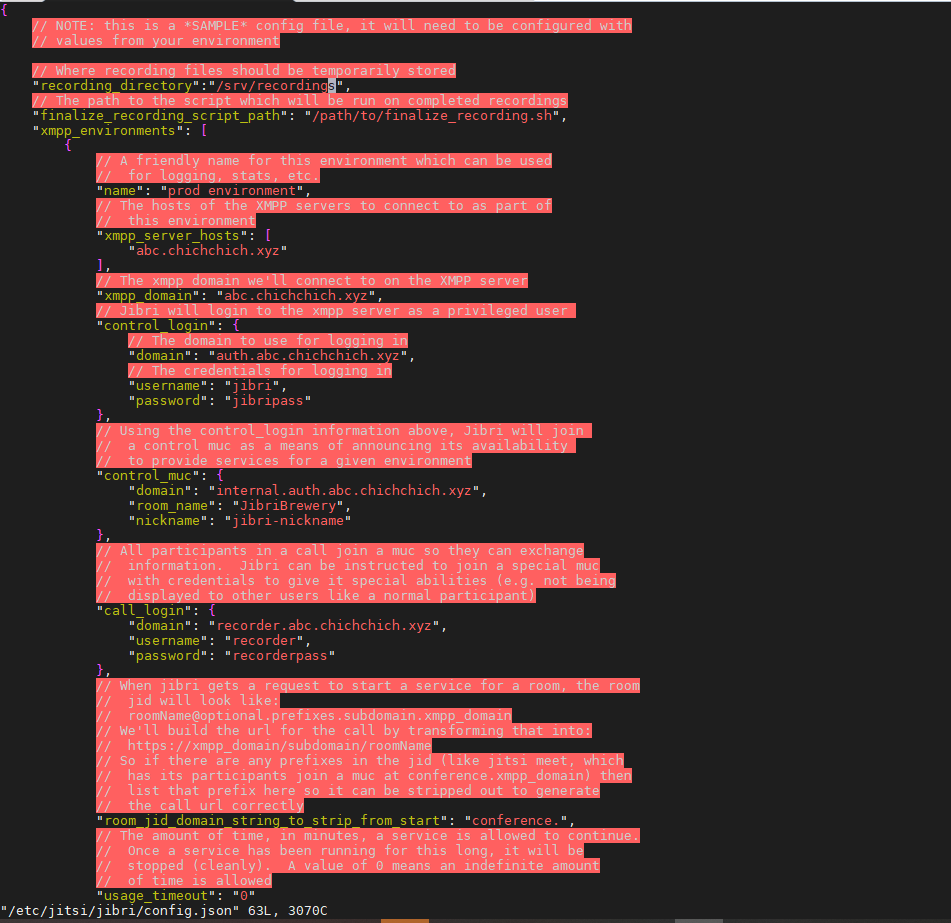 {
// NOTE: this is a *SAMPLE* config file, it will need to be configured with
// values from your environment
// Where recording files should be temporarily stored
"recording_directory":"/srv/recordings",
// The path to the script which will be run on completed recordings
"finalize_recording_script_path": "/path/to/finalize_recording.sh",
"xmpp_environments": [
{
// A friendly name for this environment which can be used
//  for logging, stats, etc.
"name": "prod environment",
// The hosts of the XMPP servers to connect to as part of
//  this environment
"xmpp_server_hosts": [
"abc.chichchich.xyz"
],
// The xmpp domain we'll connect to on the XMPP server
"xmpp_domain": "abc.chichchich.xyz",
// Jibri will login to the xmpp server as a privileged user
"control_login": {
// The domain to use for logging in
"domain": "auth.abc.chichchich.xyz",
// The credentials for logging in
"username": "jibri",
"password": "jibripass"
},
// Using the control_login information above, Jibri will join
//  a control muc as a means of announcing its availability
//  to provide services for a given environment
"control_muc": {
"domain": "internal.auth.abc.chichchich.xyz",
"room_name": "JibriBrewery",
"nickname": "jibri-nickname"
},
// All participants in a call join a muc so they can exchange
//  information.  Jibri can be instructed to join a special muc
//  with credentials to give it special abilities (e.g. not being
//  displayed to other users like a normal participant)
"call_login": {
"domain": "recorder.abc.chichchich.xyz",
"username": "recorder",
"password": "recorderpass"
},
// When jibri gets a request to start a service for a room, the room
//  jid will look like:
//  roomName@optional.prefixes.subdomain.xmpp_domain
// We'll build the url for the call by transforming that into:
//  https://xmpp_domain/subdomain/roomName
// So if there are any prefixes in the jid (like jitsi meet, which
//  has its participants join a muc at conference.xmpp_domain) then
//  list that prefix here so it can be stripped out to generate
//  the call url correctly
"room_jid_domain_string_to_strip_from_start": "conference.",
// The amount of time, in minutes, a service is allowed to continue.
//  Once a service has been running for this long, it will be
//  stopped (cleanly).  A value of 0 means an indefinite amount
//  of time is allowed
"usage_timeout": "0"
"/etc/jitsi/jibri/config.json" 63L, 3070C